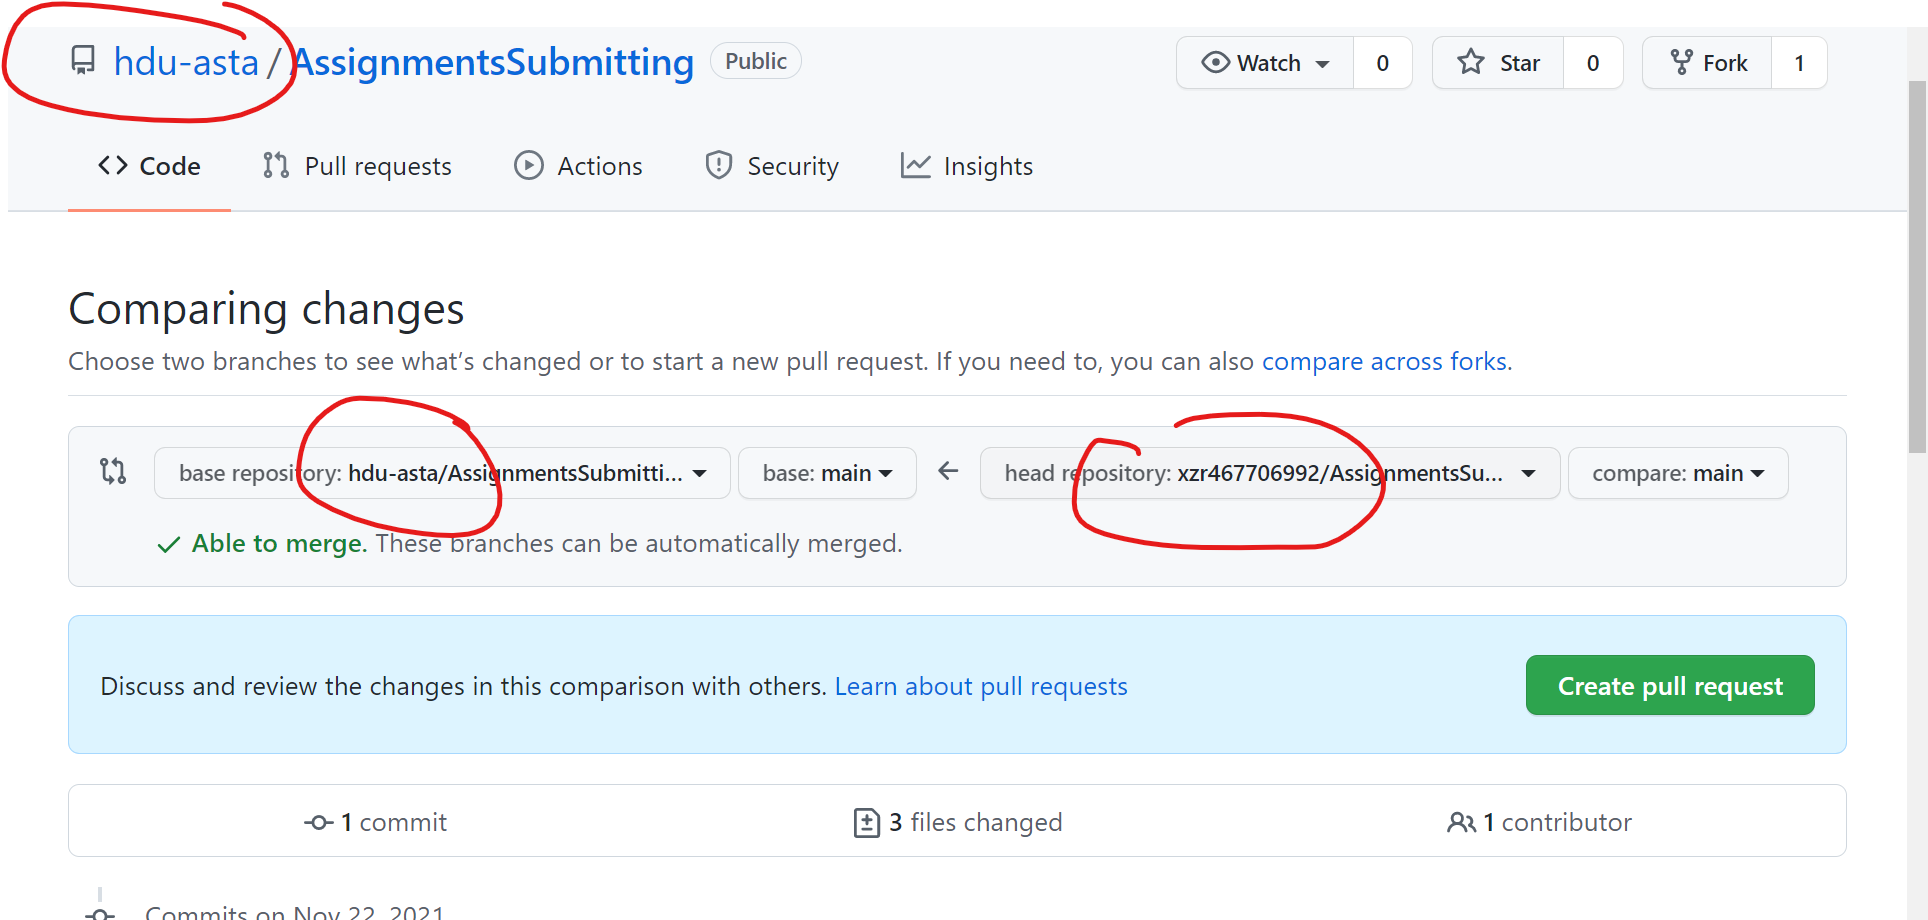 hdu-asta / AssignmentsSubmitting Public Watch 0 Star 0 Fork 1
Code Pull requests Actions Security Insights
Comparing changes
Choose two branches to see what's changed or to start a new pull request. If you need to, you can also compare across forks.
base repository: hdu-asta/AssignmentsSubmitti... base: main head repository: xzr467706992/AssignmentsSu... compare: main
Able to merge. These branches can be automatically merged.
Discuss and review the changes in this comparison with others. Learn about pull requests Create pull request
1 commit 3 files changed 1 contributor
Commits on Nov 22, 2021